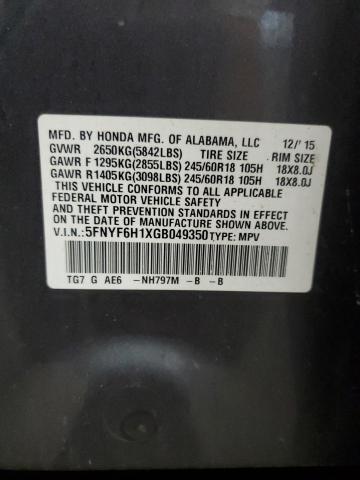 MFD. BY HONDA MFG. OF ALABAMA, LLC 12/'15
GVWR 2650KG(5842LBS) TIRE SIZE RIM SIZE
GAWR F 1295KG(2855LBS) 245/60R18 105H 18X8.0J
GAWR R1405KG(3098LBS) 245/60R18 105H 18X8.0J
THIS VEHICLE CONFORMS TO ALL APPLICABLE
FEDERAL MOTOR VEHICLE SAFETY
STANDARDS IN EFFECT ON
THE DATE OF MANUFACTURE SHOWN ABOVE.
V.I.N.: 5FNYF6H1XGB049350 TYPE: MPV
TG7 G AE6 -NH797M -B -B